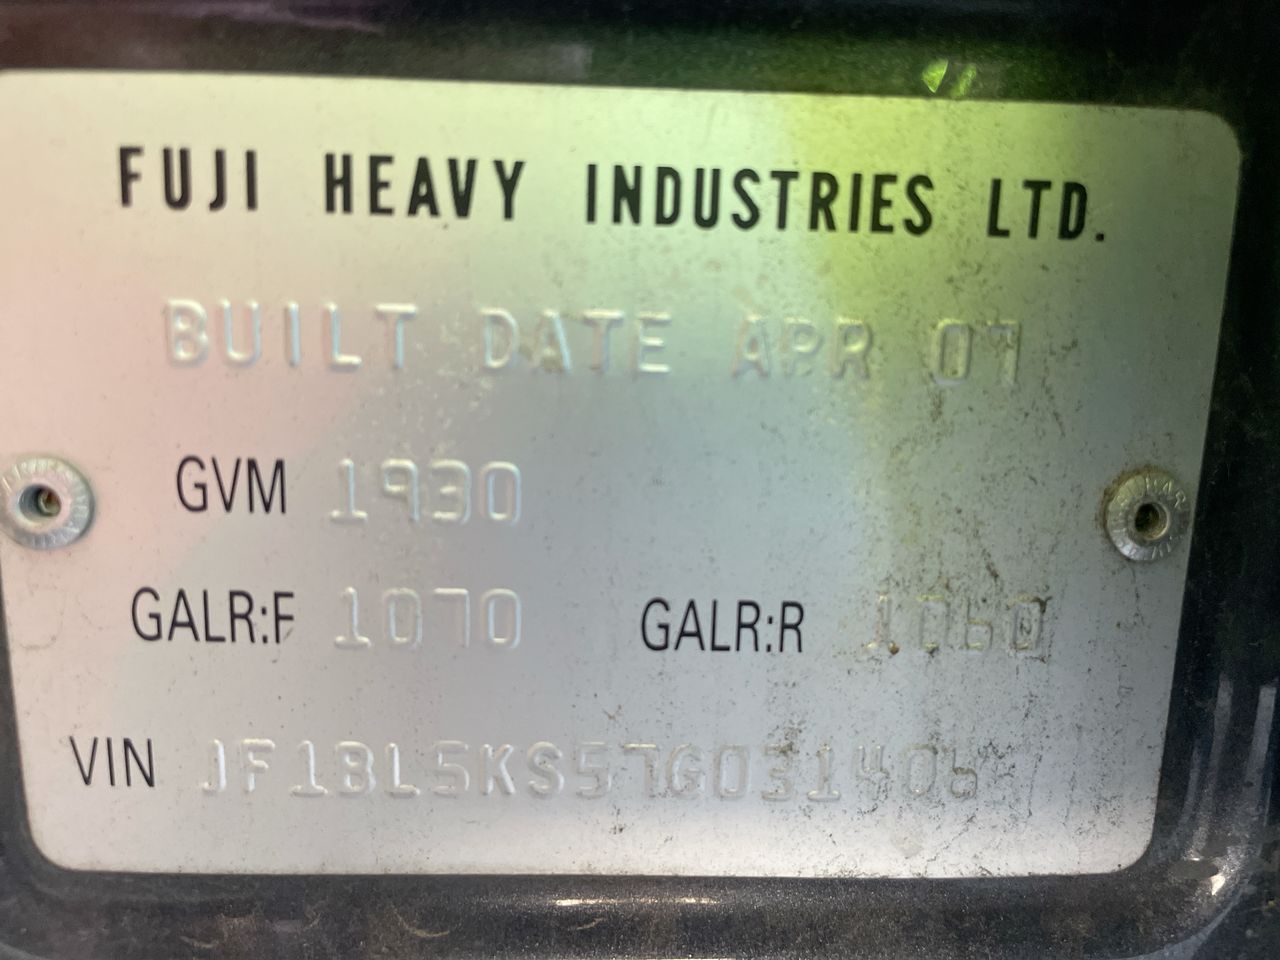 FUJI HEAVY INDUSTRIES LTD.
BUILT DATE APR 07
GVM 1930
GALR:F 1070 GALR:R 1060
VIN JF1BL5KS57G031406